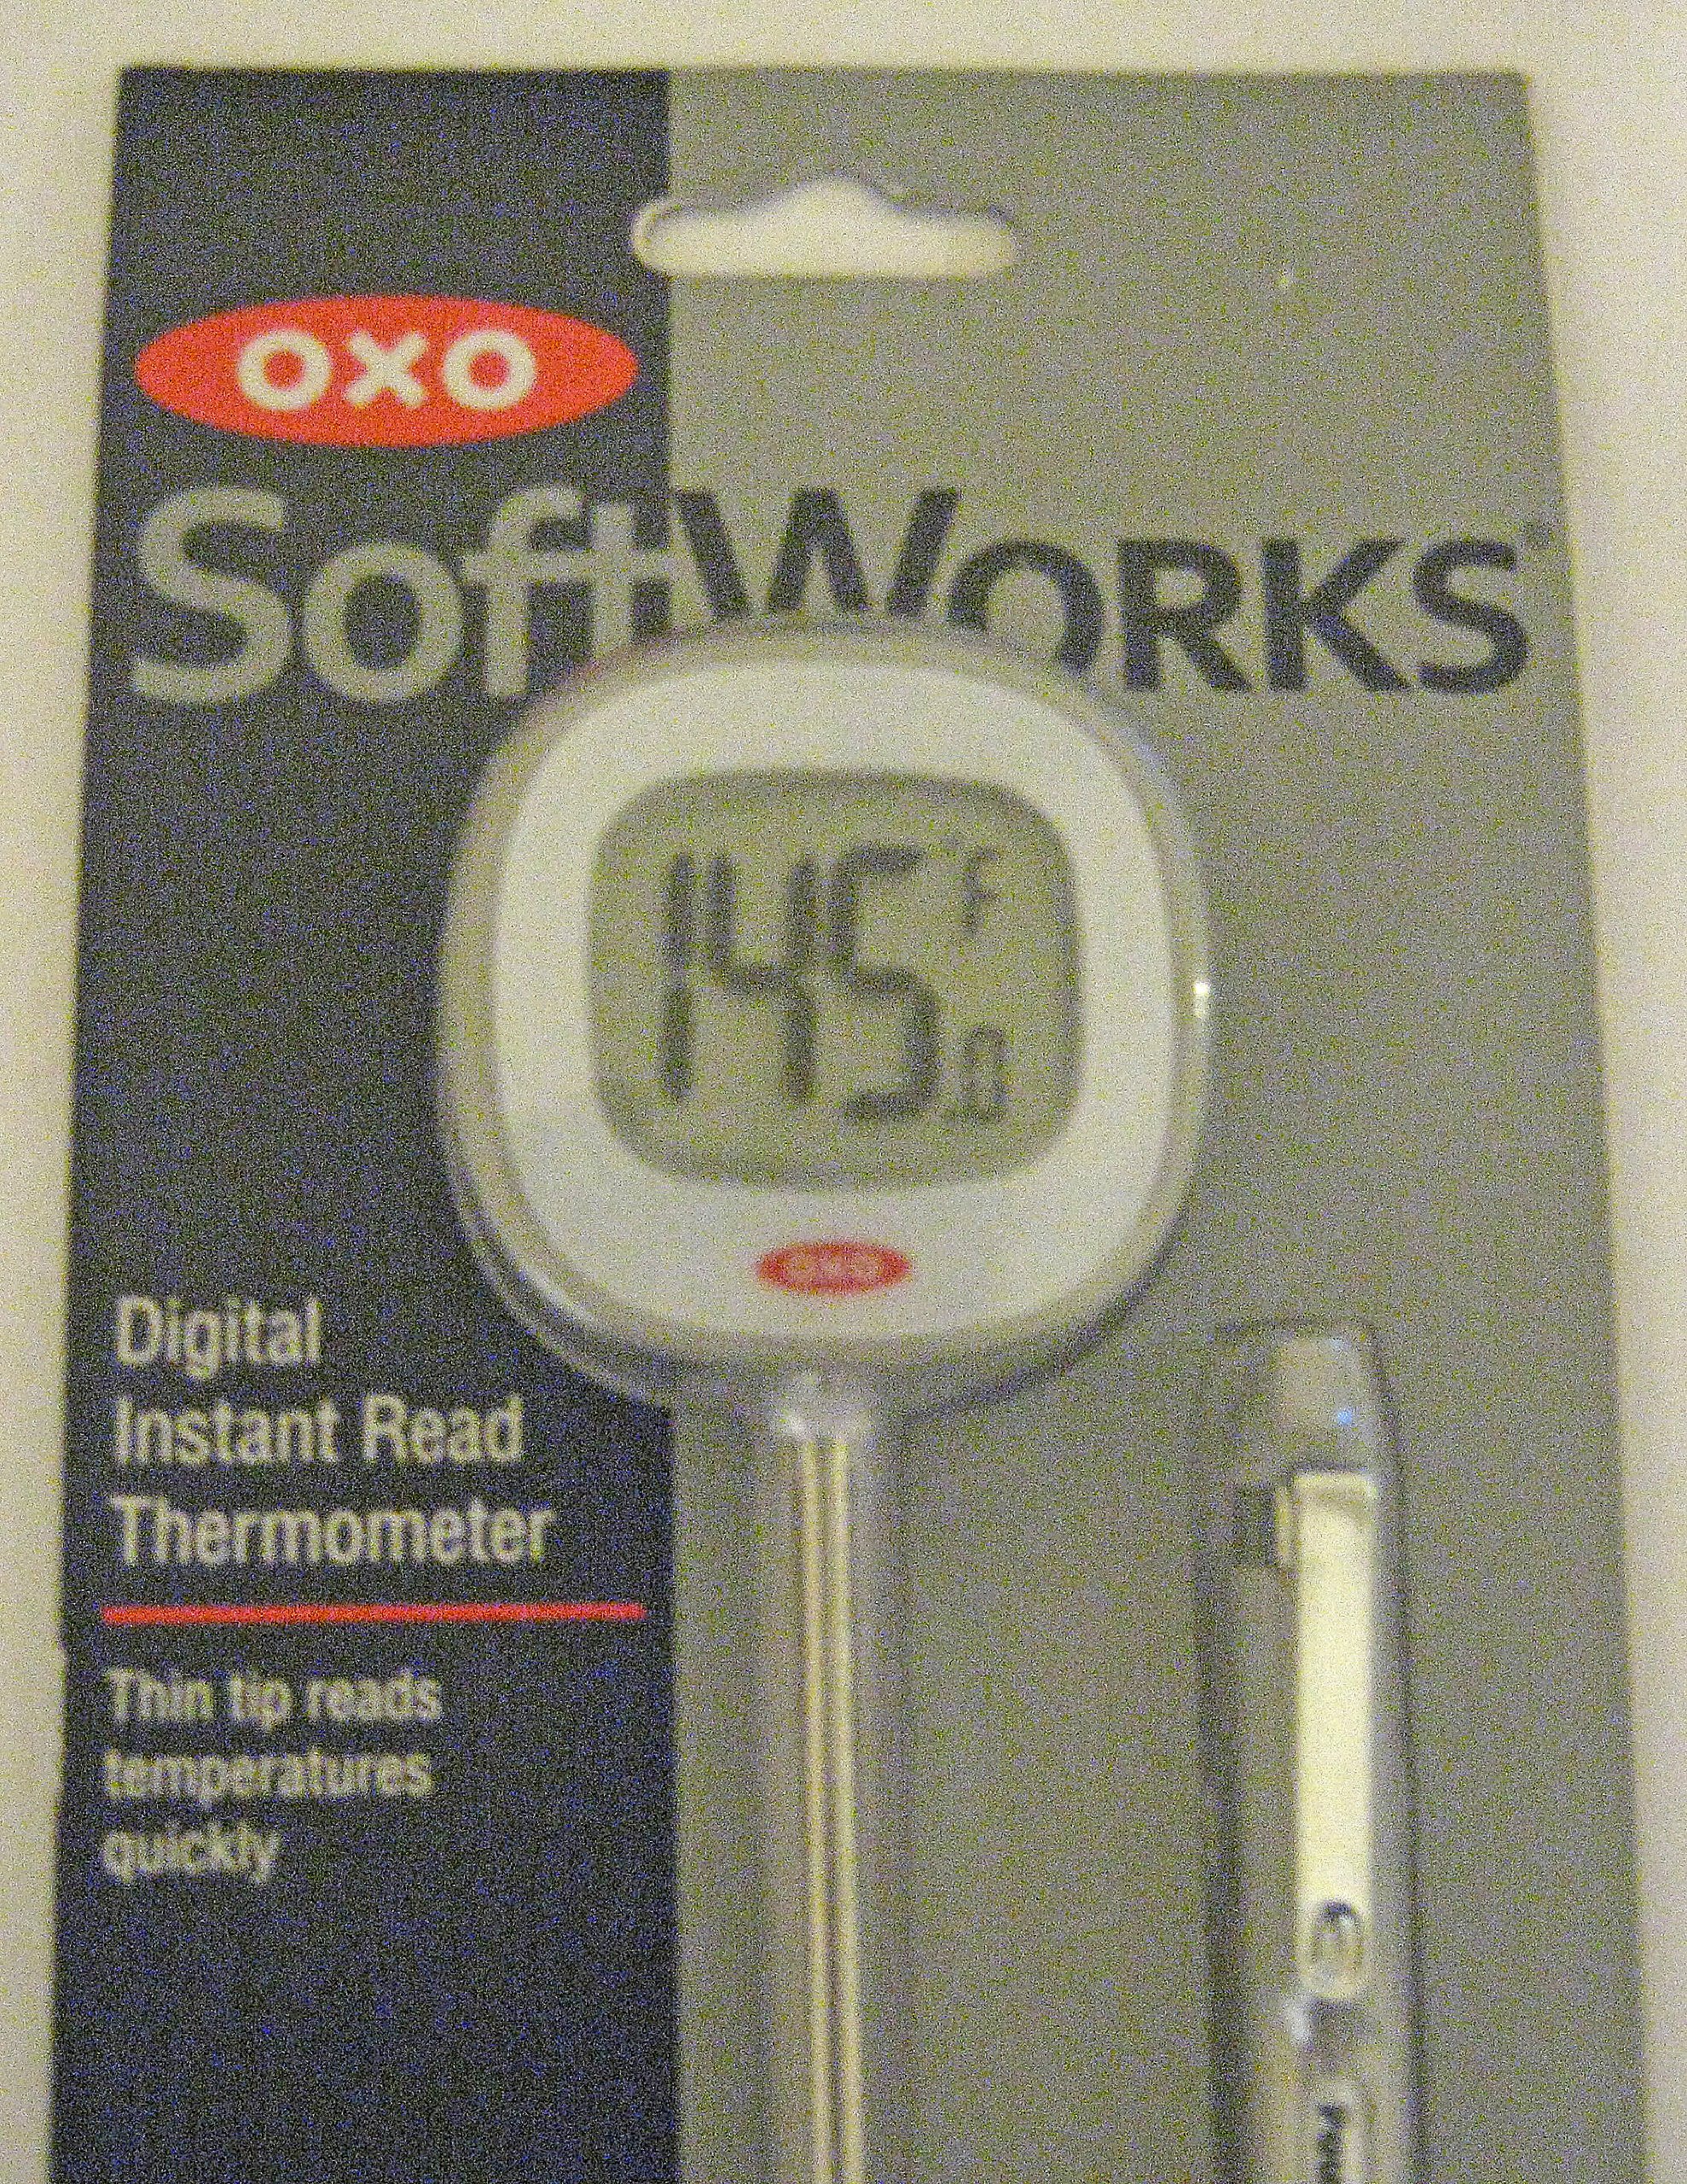 OXO
SoftWORKS
145.0 F
OXO
Digital
Instant Read
Thermometer
Thin tip reads
temperatures
quickly